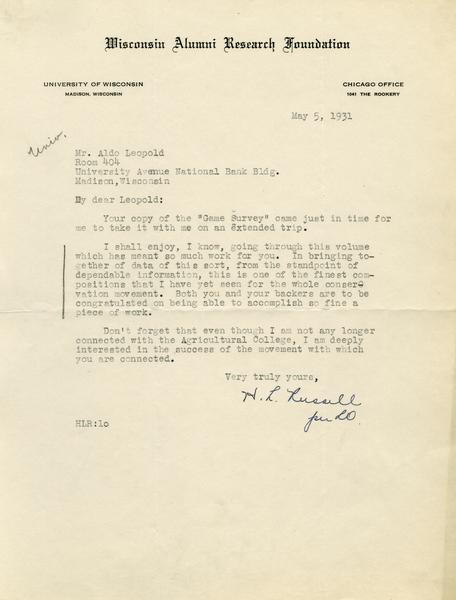 Wisconsin Alumni Research Foundation
UNIVERSITY OF WISCONSIN
MADISON, WISCONSIN
CHICAGO OFFICE
1041 THE ROOKERY
May 5, 1931
Univ.
Mr. Aldo Leopold
Room 404
University Avenue National Bank Bldg.
Madison,Wisconsin
My dear Leopold:
Your copy of the "Game Survey" came just in time for
me to take it with me on an extended trip.
I shall enjoy, I know, going through this volume
which has meant so much work for you. In bringing to-
gether of data of this sort, from the standpoint of
dependable information, this is one of the finest com-
positions that I have yet seen for the whole conser-
vation movement. Both you and your backers are to be
congratulated on being able to accomplish so fine a
piece of work.
Don't forget that even though I am not any longer
connected with the Agricultural College, I am deeply
interested in the success of the movement with which
you are connected.
Very truly yours,
H. L. Russell
per LO.
HLR:lo